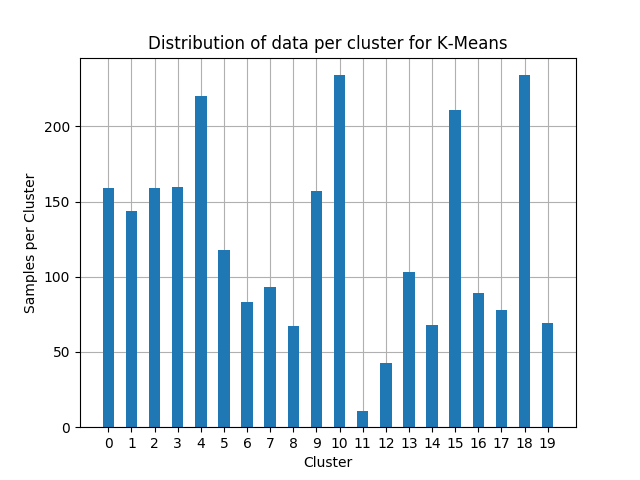 Distribution of data per cluster for K-Means
Samples per Cluster
200
150
100
50
0
0 1 2 3 4 5 6 7 8 9 10 11 12 13 14 15 16 17 18 19
Cluster